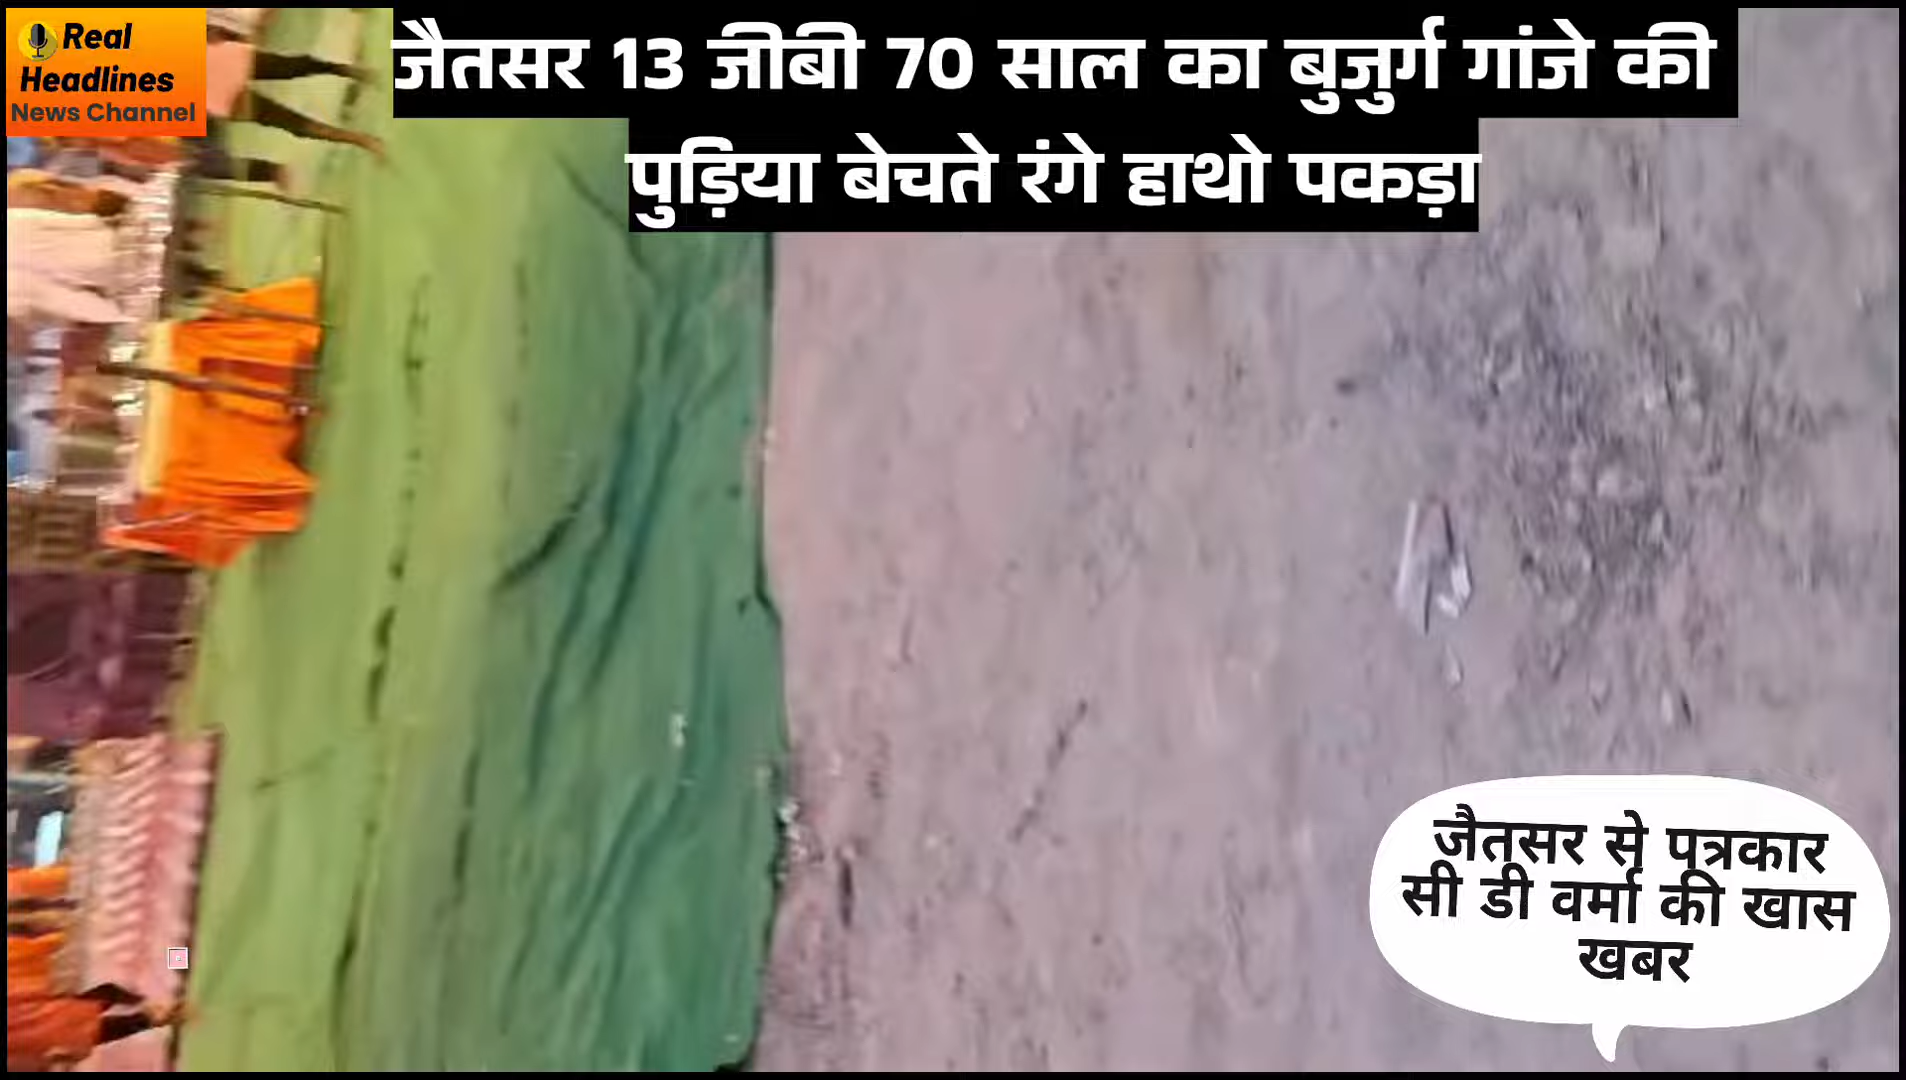 Real
Headlines
News Channel
जैतसर 13 जीबी 70 साल का बुजुर्ग गांजे की
पुड़िया बेचते रंगे हाथो पकड़ा
जैतसर से पत्रकार
सी डी वर्मा की खास
खबर